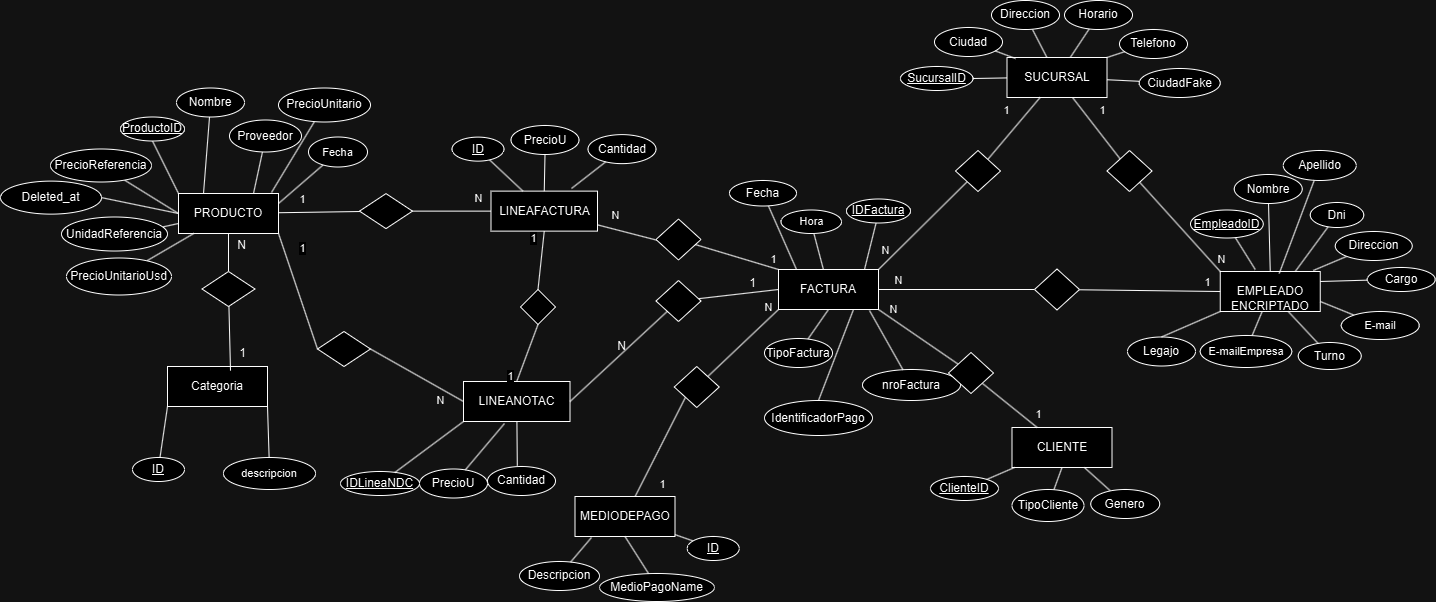 Direccion
Horario
Ciudad
Telefono
SucursalID
SUCURSAL
CiudadFake
1
1
Nombre
PrecioUnitario
ProductoID
Proveedor
Fecha
PrecioReferencia
Deleted_at
UnidadReferencia
PrecioUnitarioUsd
PRODUCTO
1
N
1
ID
PrecioU
Cantidad
N
LINEAFACTURA
N
1
Fecha
Hora
IDFactura
N
1
FACTURA
N
1
N
N
Apellido
Nombre
Dni
EmpleadoID
Direccion
N
Cargo
1
EMPLEADO
ENCRIPTADO
E-mail
Legajo
E-mailEmpresa
Turno
1
Categoria
ID
descripcion
N
1
N
LINEANOTAC
IDLineaNDC
PrecioU
Cantidad
TipoFactura
nroFactura
IdentificadorPago
1
CLIENTE
ClienteID
TipoCliente
Genero
1
MEDIODEPAGO
ID
Descripcion
MedioPagoName